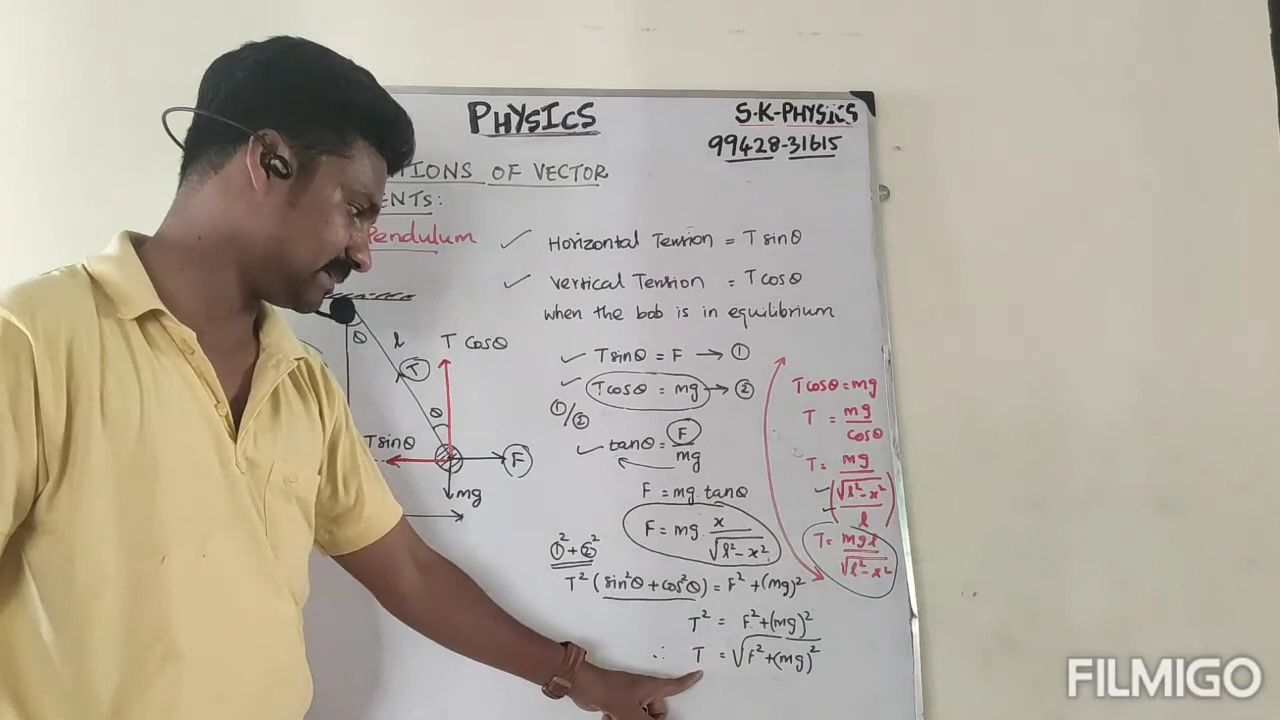 PHYSICS
S.K-PHYSICS
99428-31615
TIONS OF VECTOR
ENTS:
Pendulum
✓ Horizontal Tension = T sinθ
✓ Vertical Tension = T cosθ
when the bob is in equilibrium
θ
l
T
T cosθ
θ
T sinθ
F
mg
✓ T sinθ = F → ①
✓ T cosθ = mg → ②
①/②
✓ tanθ = F/mg
F = mg tanθ
F = mg x/√l²-x²
①²+②²
T² (sin²θ + cos²θ) = F² + (mg)²
T² = F² + (mg)²
∴ T = √F² + (mg)²
T cosθ = mg
T = mg/cosθ
T = mg/(√l²-x²/l)
T = mgl/√l²-x²
FILMIGO